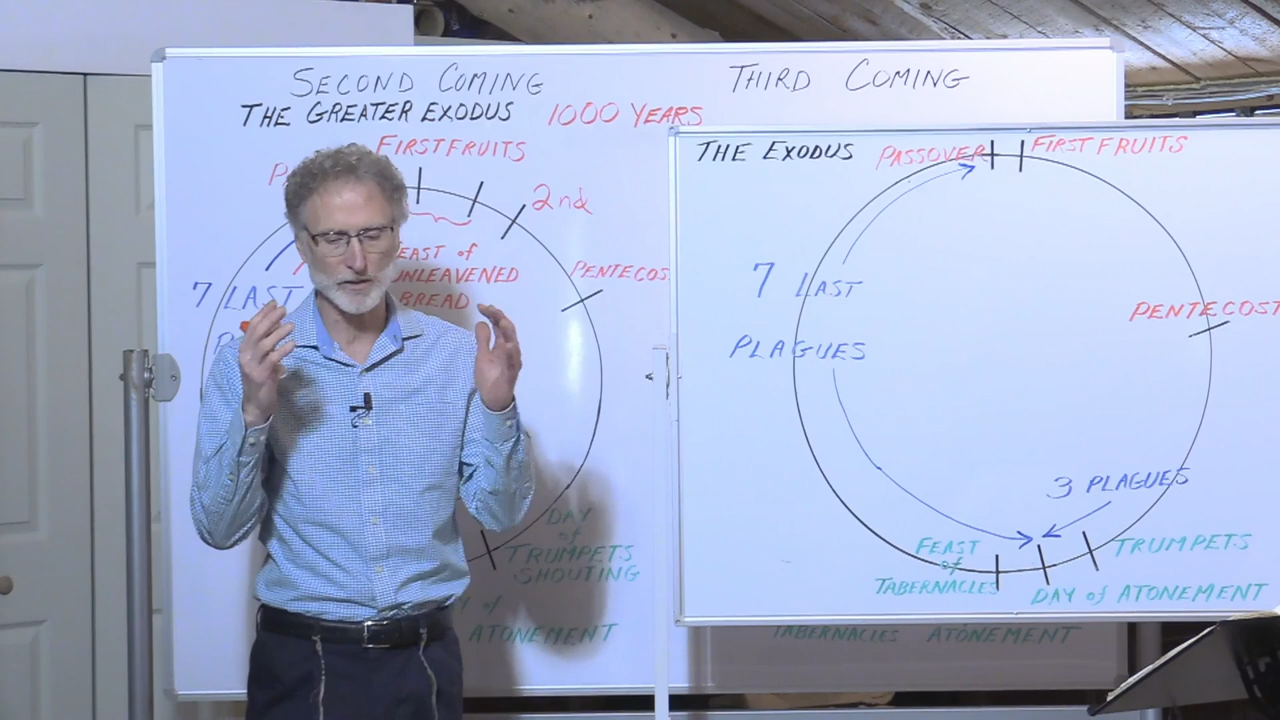 SECOND COMING
THE GREATER EXODUS 1000 YEARS
FIRSTFRUITS
2nd
FEAST of
UNLEAVENED
BREAD
PENTECOS
7 LAST
DAY
of
TRUMPETS
SHOUTING
of
ATONEMENT
THIRD COMING
THE EXODUS
PASSOVER
FIRST FRUITS
7 LAST
PLAGUES
PENTECOST
3 PLAGUES
TRUMPETS
DAY of ATONEMENT
FEAST
of
TABERNACLES
TABERNACLES ATONEMENT